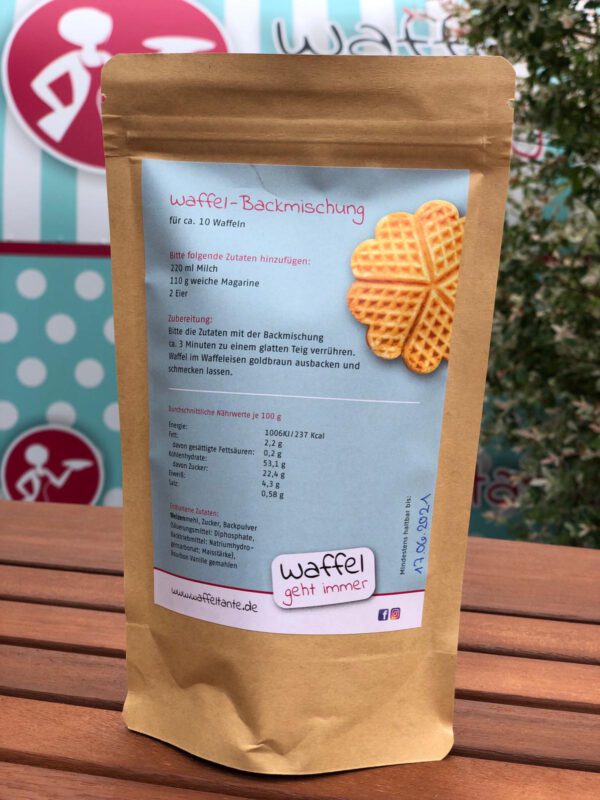 waffel
Waffel-Backmischung
für ca. 10 Waffeln
Bitte folgende Zutaten hinzufügen:
220 ml Milch
110 g weiche Magarine
2 Eier
Zubereitung:
Bitte die Zutaten mit der Backmischung
ca. 3 Minuten zu einem glatten Teig verrühren.
Waffel im Waffeleisen goldbraun ausbacken und
schmecken lassen.
Durchschnittliche Nährwerte je 100 g
Energie: 1006KJ/237 Kcal
Fett: 2,2 g
davon gesättigte Fettsäuren: 0,2 g
Kohlenhydrate: 53,1 g
davon Zucker: 22,4 g
Eiweiß: 4,3 g
Salz: 0,58 g
Enthaltene Zutaten:
Weizenmehl, Zucker, Backpulver
(Säuerungsmittel: Diphosphate,
Backtriebmittel: Natriumhydro-
gencarbonat; Maisstärke),
Bourbon Vanille gemahlen
Mindestens haltbar bis:
17.06.2021
waffel
geht immer
www.waffeltante.de